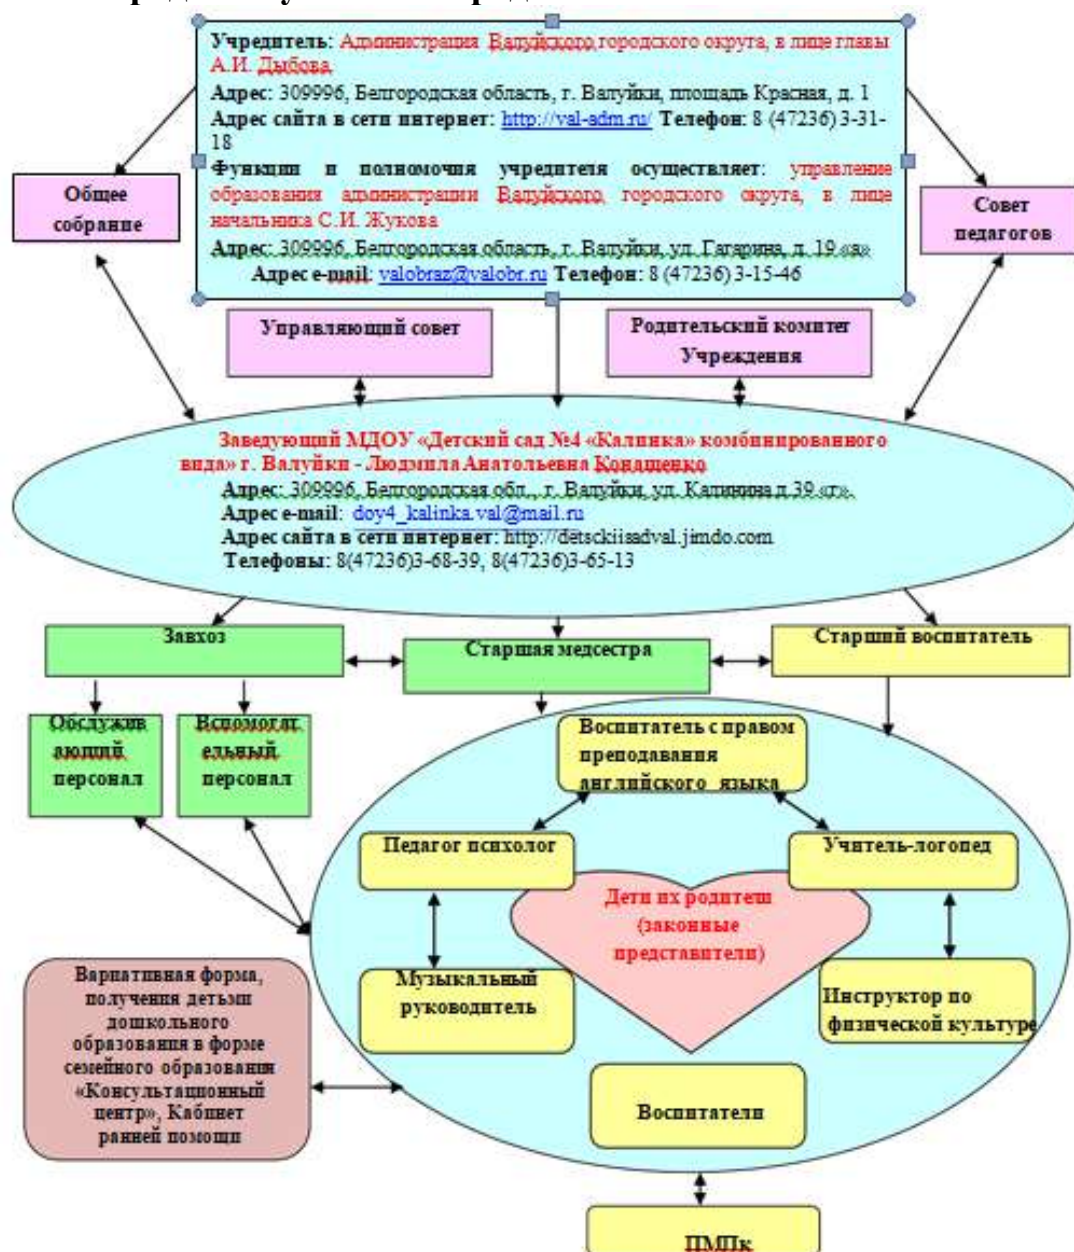 Учредитель: Администрация Валуйского городского округа, в лице главы
А.И. Дыбова
Адрес: 309996, Белгородская область, г. Валуйки, площадь Красная, д. 1
Адрес сайта в сети интернет: http://val-adm.ru/ Телефон: 8 (47236) 3-31-
18
Функции и полномочия учредителя осуществляет: управление
образования администрации Валуйского городского округа, в лице
начальника С.И. Жукова
Адрес: 309996, Белгородская область, г. Валуйки, ул. Гагарина, д. 19 «а»
Адрес e-mail: valobraz@valobr.ru Телефон: 8 (47236) 3-15-46
Общее
собрание
Совет
педагогов
Управляющий совет
Родительский комитет
Учреждения
Заведующий МДОУ «Детский сад №4 «Калинка» комбинированного
вида» г. Валуйки - Людмила Анатольевна Конащенко
Адрес: 309996, Белгородская обл., г. Валуйки, ул. Калинина д.39 «г».
Адрес e-mail: doy4_kalinka.val@mail.ru
Адрес сайта в сети интернет: http://detsckiisadval.jimdo.com
Телефоны: 8(47236)3-68-39, 8(47236)3-65-13
Завхоз
Старшая медсестра
Старший воспитатель
Обслужив
ающий
персонал
Вспомогат
ельный
персонал
Воспитатель с правом
преподавания
английского языка
Педагог психолог
Учитель-логопед
Дети их родители
(законные
представители)
Музыкальный
руководитель
Инструктор по
физической культуре
Вариативная форма,
получения детьми
дошкольного
образования в форме
семейного образования
«Консультационный
центр», Кабинет
ранней помощи
Воспитатели
ПМПк